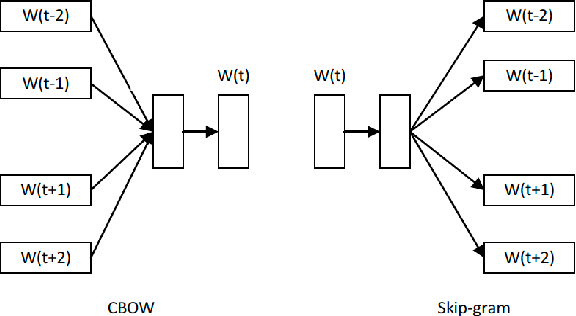 W(t-2)
W(t-1)
W(t+1)
W(t+2)
W(t)
CBOW
W(t)
W(t-2)
W(t-1)
W(t+1)
W(t+2)
Skip-gram